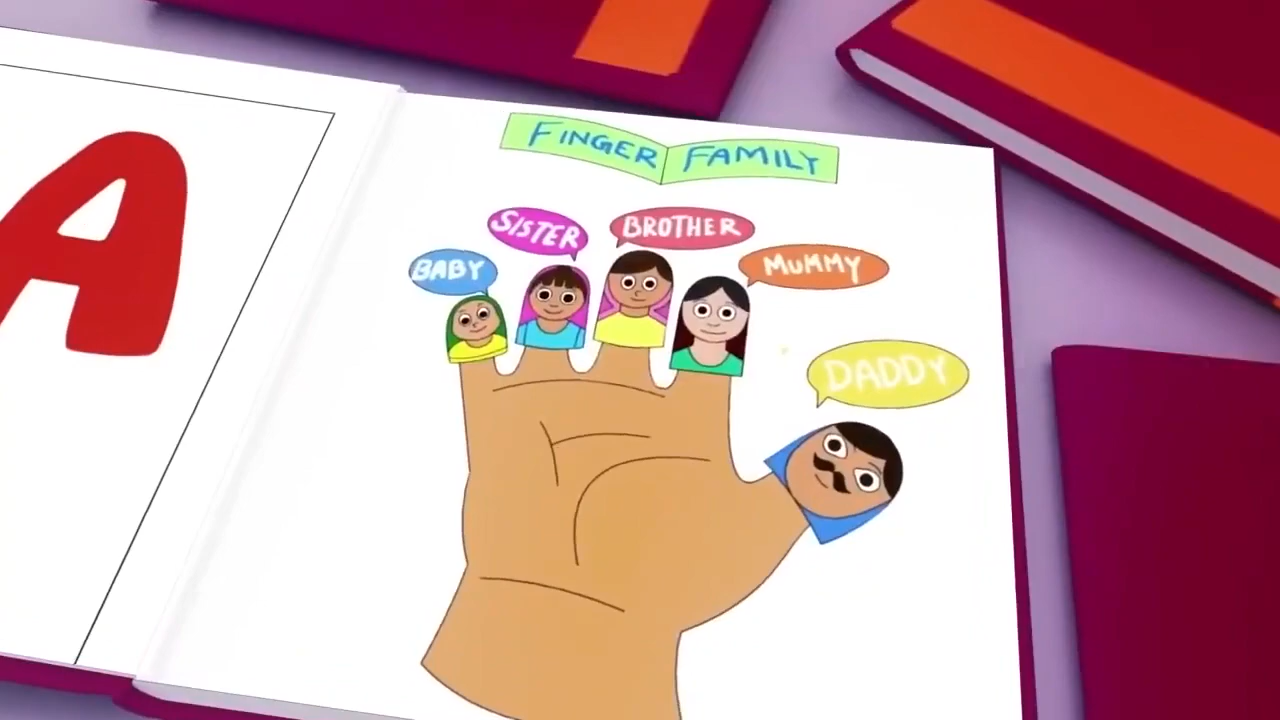 A
FINGER FAMILY
SISTER
BROTHER
BABY
MUMMY
DADDY